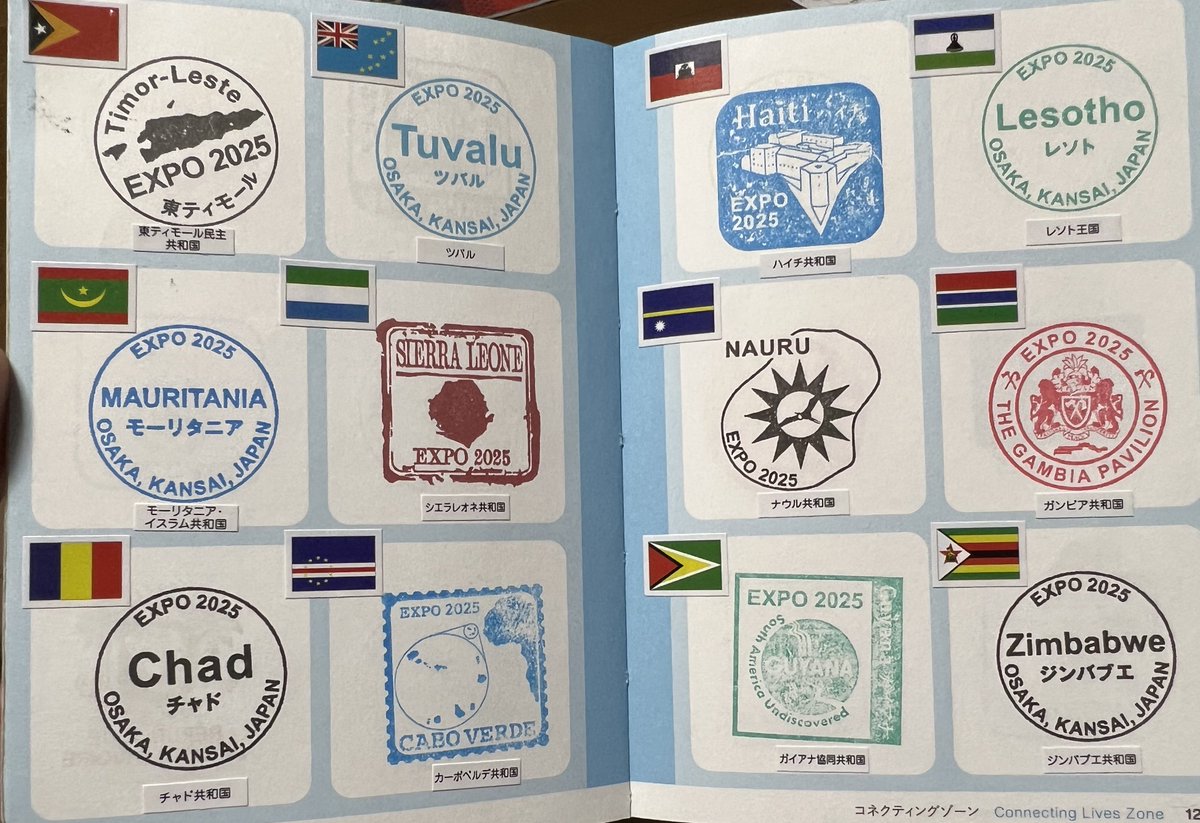 Timor-Leste
EXPO 2025
東ティモール
東ティモール民主
共和国
EXPO 2025
Tuvalu
ツバル
OSAKA, KANSAI, JAPAN
ツバル
MAURITANIA
EXPO 2025
モーリタニア
OSAKA, KANSAI, JAPAN
モーリタニア・
イスラム共和国
SIERRA LEONE
EXPO 2025
シエラレオネ共和国
EXPO 2025
Chad
チャド
OSAKA, KANSAI, JAPAN
チャド共和国
EXPO 2025
CABO VERDE
カーボベルデ共和国
Haiti
EXPO
2025
ハイチ共和国
EXPO 2025
Lesotho
レソト
OSAKA, KANSAI, JAPAN
レソト王国
NAURU
EXPO 2025
ナウル共和国
EXPO 2025
THE GAMBIA PAVILION
ガンビア共和国
EXPO 2025
GUYANA
South America Undiscovered
ガイアナ協同共和国
EXPO 2025
Zimbabwe
ジンバブエ
OSAKA, KANSAI, JAPAN
ジンバブエ共和国
コネクティングゾーン Connecting Lives Zone